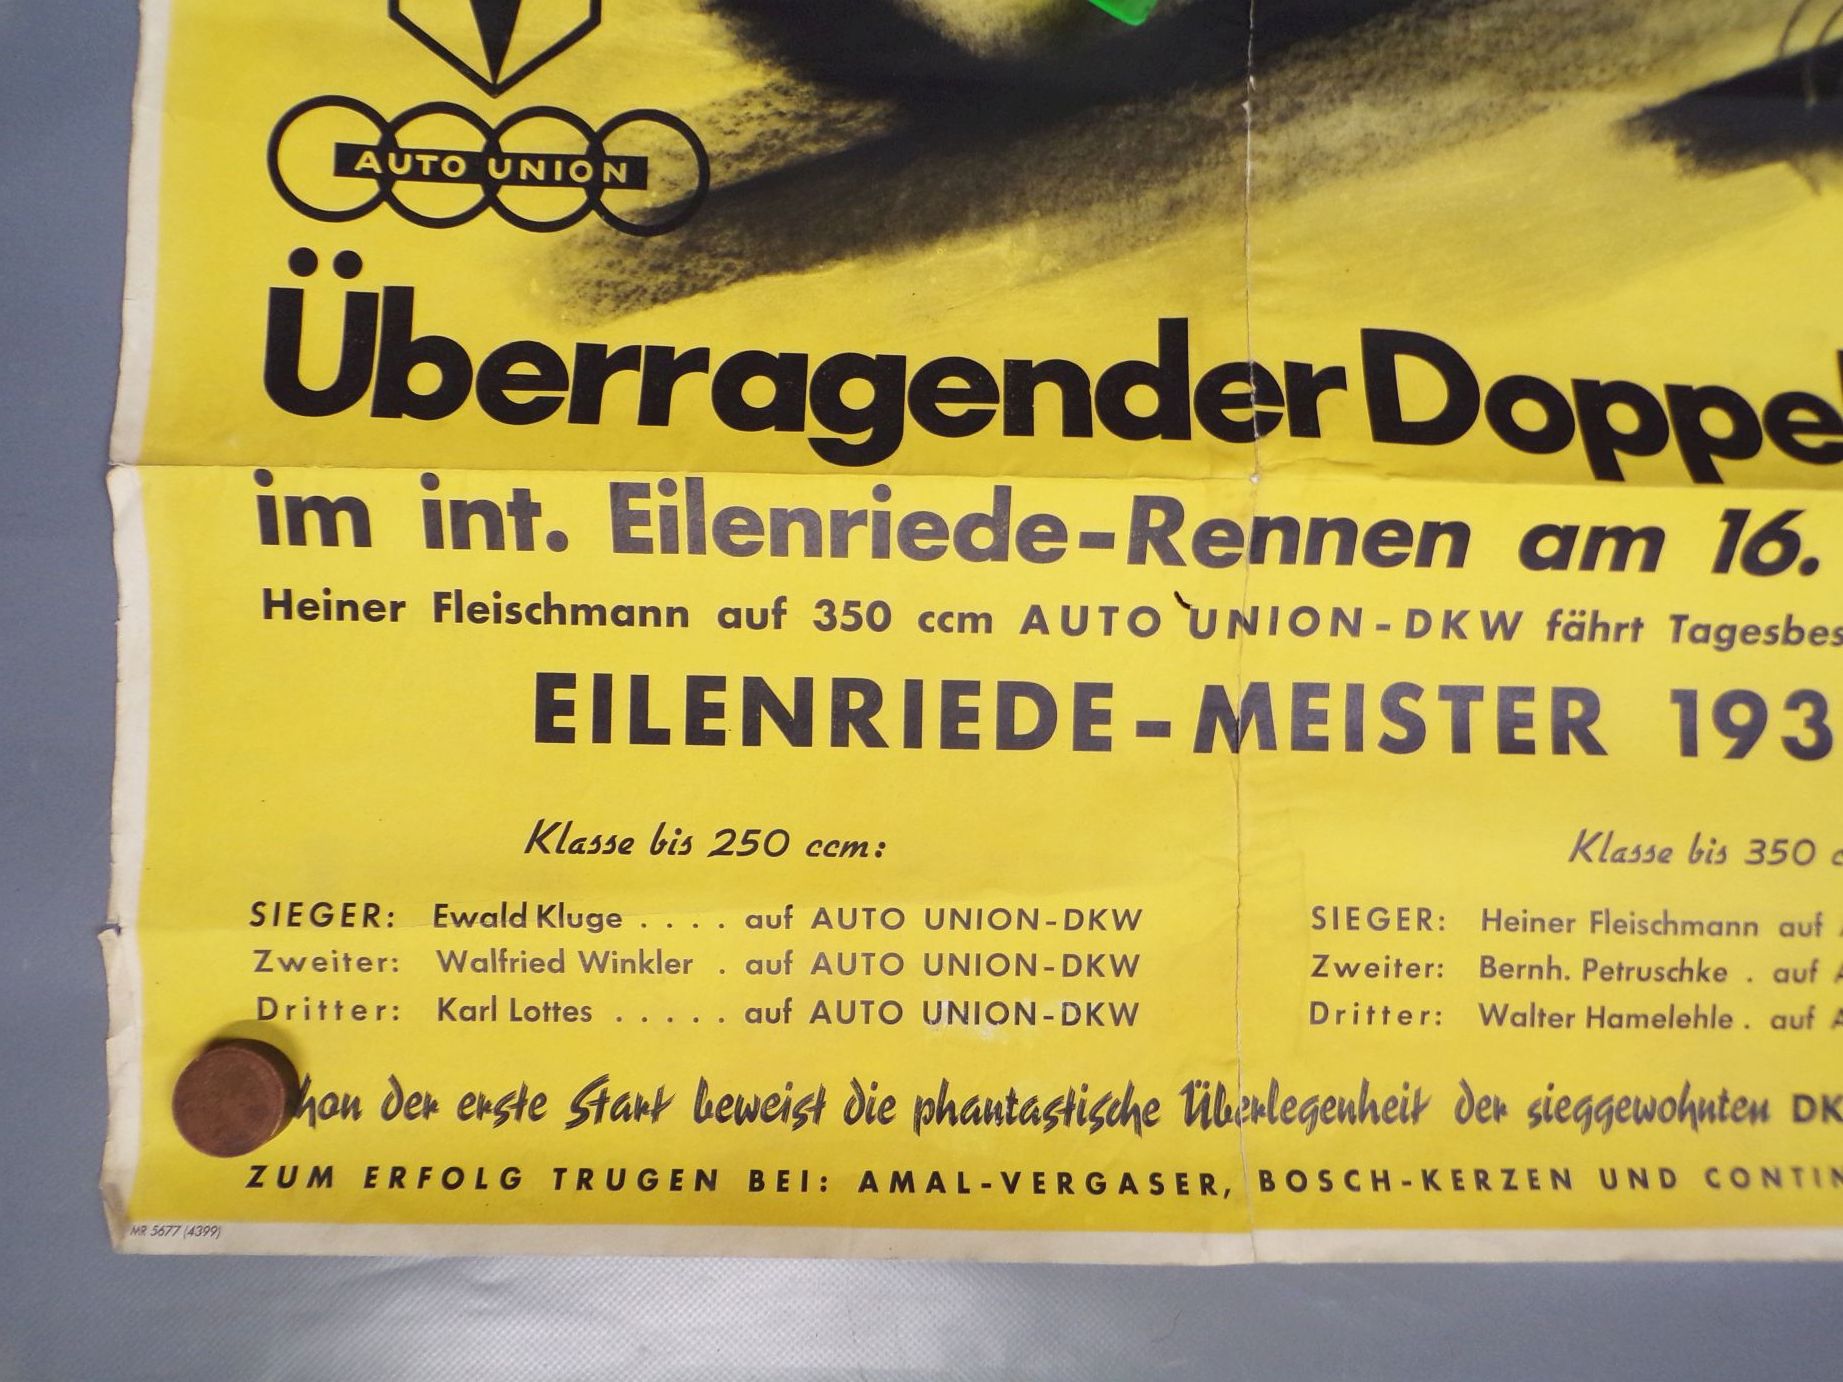 AUTO UNION
Überragender Doppel
im int. Eilenriede-Rennen am 16.
Heiner Fleischmann auf 350 ccm AUTO UNION-DKW fährt Tagesbes
EILENRIEDE-MEISTER 193
Klasse bis 250 ccm:
SIEGER: Ewald Kluge . . . . auf AUTO UNION-DKW
Zweiter: Walfried Winkler . auf AUTO UNION-DKW
Dritter: Karl Lottes . . . . . auf AUTO UNION-DKW
Klasse bis 350 c
SIEGER: Heiner Fleischmann auf
Zweiter: Bernh. Petruschke . auf
Dritter: Walter Hamelehle . auf
hon der erste Start beweist die phantastische Überlegenheit der sieggewohnten DK
ZUM ERFOLG TRUGEN BEI: AMAL-VERGASER, BOSCH-KERZEN UND CONTIN
MR 5677 (4399)